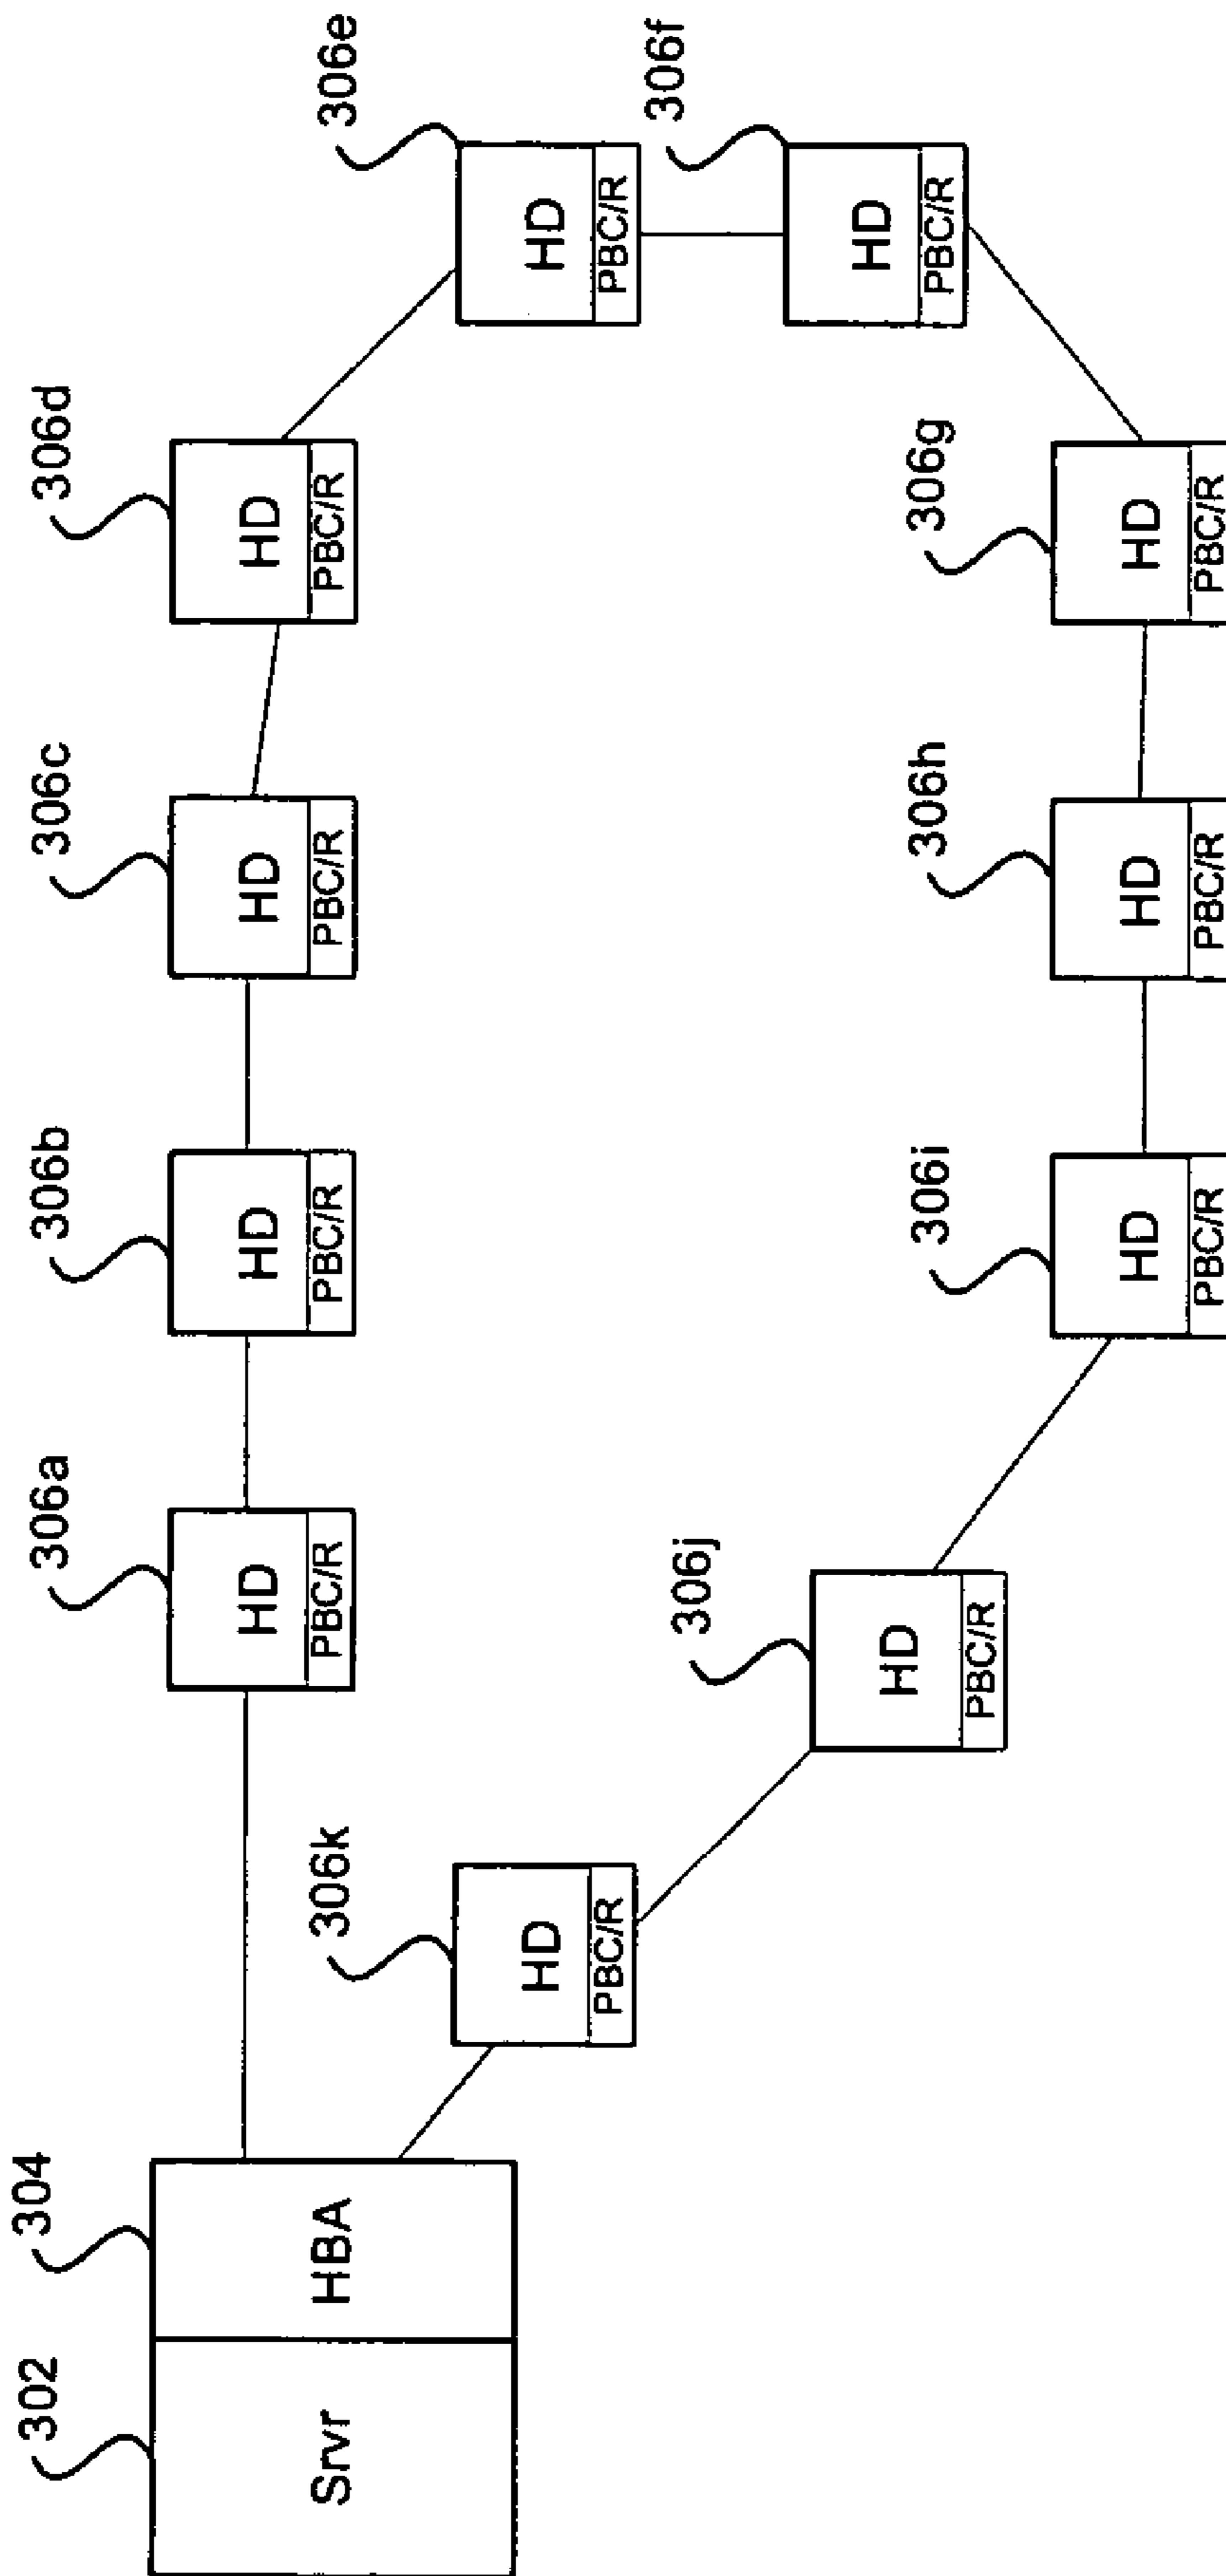 302
304
Srvr
HBA
306a
HD
PBC/R
306b
HD
PBC/R
306c
HD
PBC/R
306d
HD
PBC/R
306e
HD
PBC/R
306f
HD
PBC/R
306g
HD
PBC/R
306h
HD
PBC/R
306i
HD
PBC/R
306j
HD
PBC/R
306k
HD
PBC/R